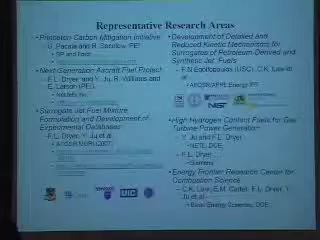 Representative Research Areas
• Princeton Carbon Mitigation Initiative
– S. Pacala and R. Socolow, PEI
• BP and Ford
• Next Generation Aircraft Fuel Project
– F.L. Dryer and Y. Ju, R. Williams and
E. Larson (PEI)
• NetJets Inc.
• Surrogate Jet Fuel Mixture
Formulation and Development of
Experimental Databases
– F.L. Dryer, Y. Ju et al
• AFOSR MURI (2007)
• Development of Detailed and
Reduced Kinetic Mechanisms for
Surrogates of Petroleum-Derived and
Synthetic Jet Fuels
– F.N Egolfopoulos (USC), C.K. Law et
al
• AFOSR/AFRL Energy IPT
• High Hydrogen Content Fuels for Gas
Turbine Power Generation
– Y. Ju and F.L. Dryer
• NETL, DOE
– F.L. Dryer
• Siemens
• Energy Frontier Research Center for
Combustion Science
– C.K. Law, E.M. Carter, F.L. Dryer, Y.
Ju et al
• Basic Energy Sciences, DOE
UIC